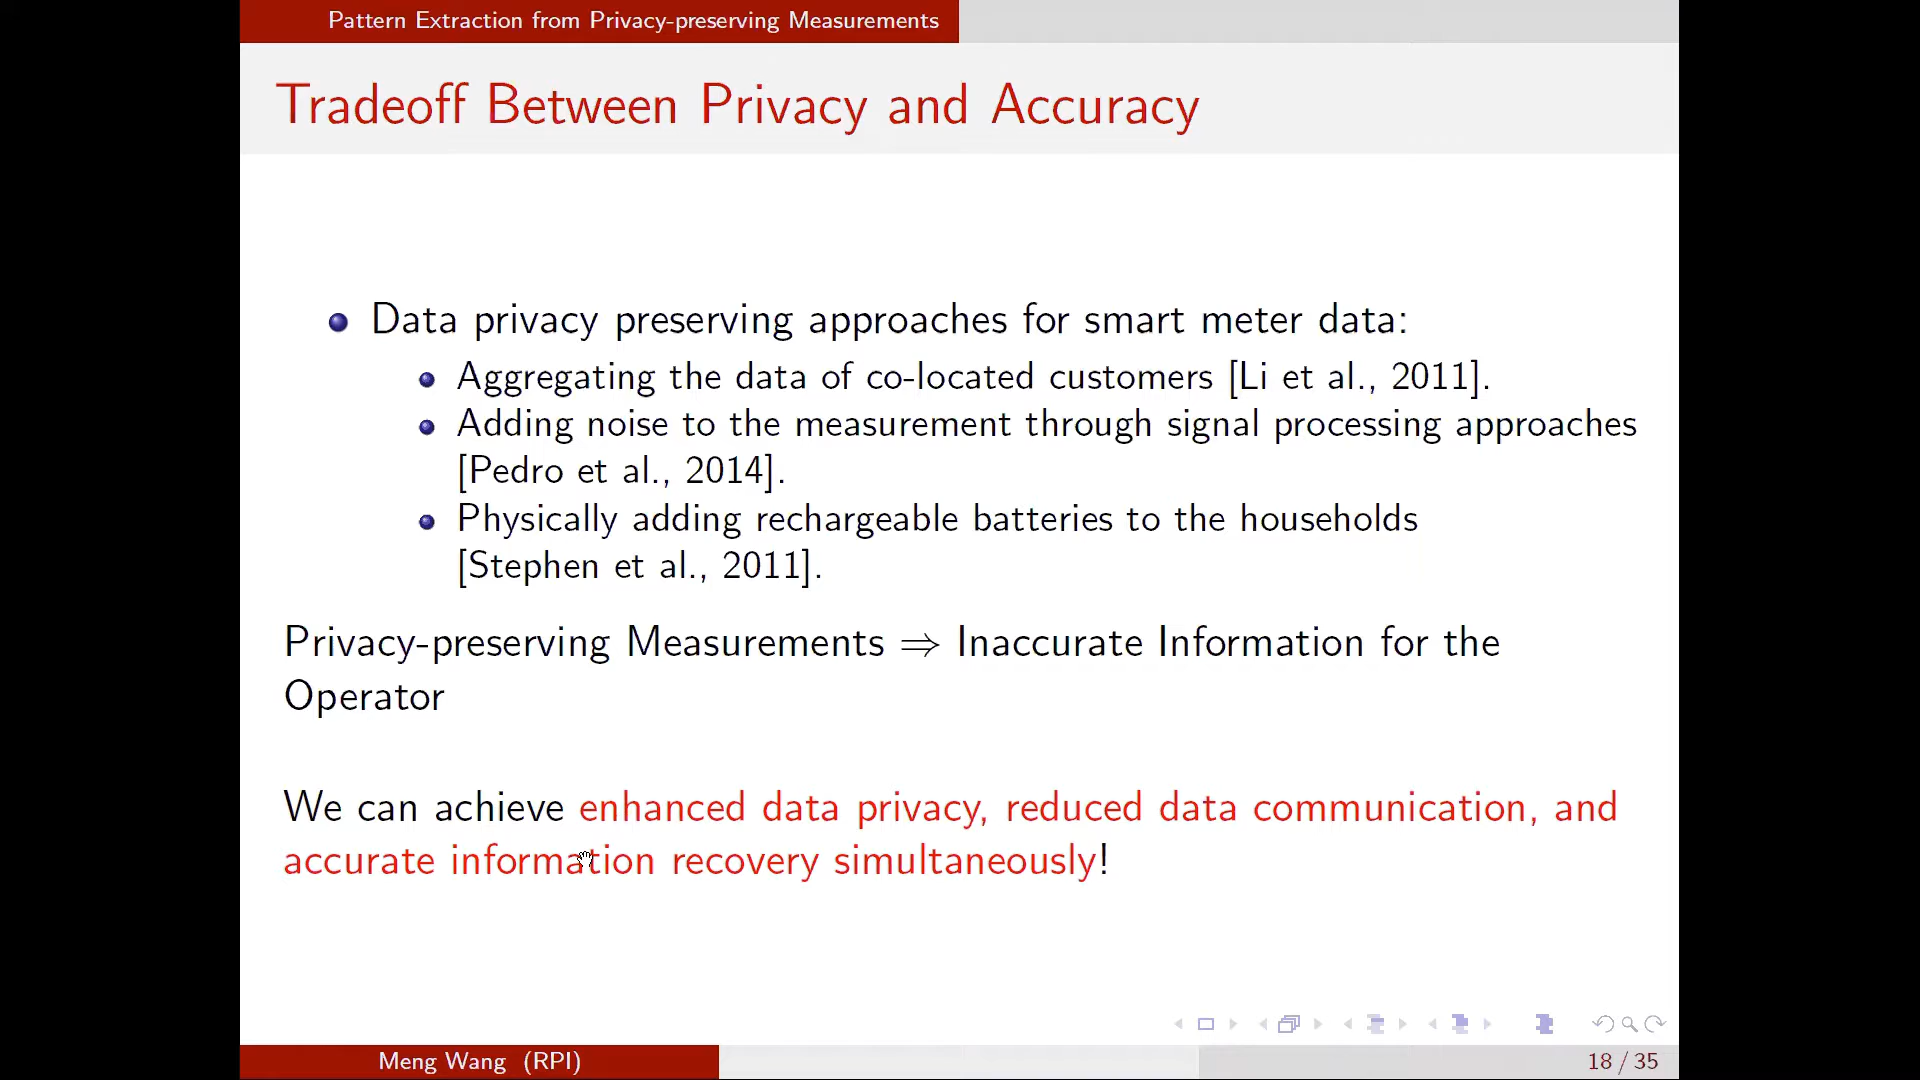 Pattern Extraction from Privacy-preserving Measurements
Tradeoff Between Privacy and Accuracy
Data privacy preserving approaches for smart meter data:
Aggregating the data of co-located customers [Li et al., 2011].
Adding noise to the measurement through signal processing approaches
[Pedro et al., 2014].
Physically adding rechargeable batteries to the households
[Stephen et al., 2011].
Privacy-preserving Measurements ⇒ Inaccurate Information for the
Operator
We can achieve enhanced data privacy, reduced data communication, and
accurate information recovery simultaneously!
Meng Wang (RPI)
18 / 35